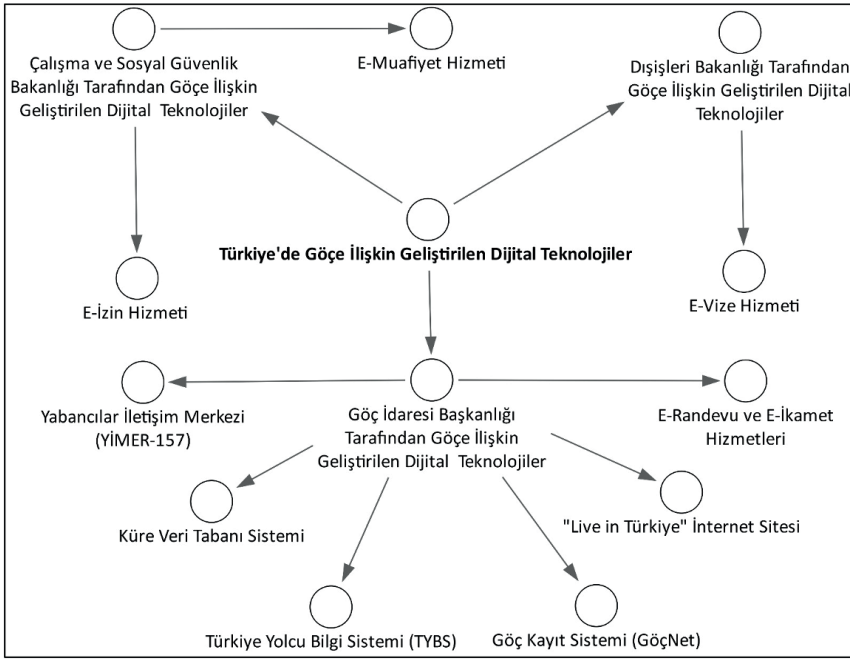 Çalışma ve Sosyal Güvenlik
Bakanlığı Tarafından Göçe İlişkin
Geliştirilen Dijital  Teknolojiler
E-Muafiyet Hizmeti
Dışişleri Bakanlığı Tarafından
Göçe İlişkin Geliştirilen Dijital
Teknolojiler
Türkiye'de Göçe İlişkin Geliştirilen Dijital Teknolojiler
E-İzin Hizmeti
E-Vize Hizmeti
Yabancılar İletişim Merkezi
(YİMER-157)
Göç İdaresi Başkanlığı
Tarafından Göçe İlişkin
Geliştirilen Dijital  Teknolojiler
E-Randevu ve E-İkamet
Hizmetleri
Küre Veri Tabanı Sistemi
"Live in Türkiye" İnternet Sitesi
Türkiye Yolcu Bilgi Sistemi (TYBS)
Göç Kayıt Sistemi (GöçNet)